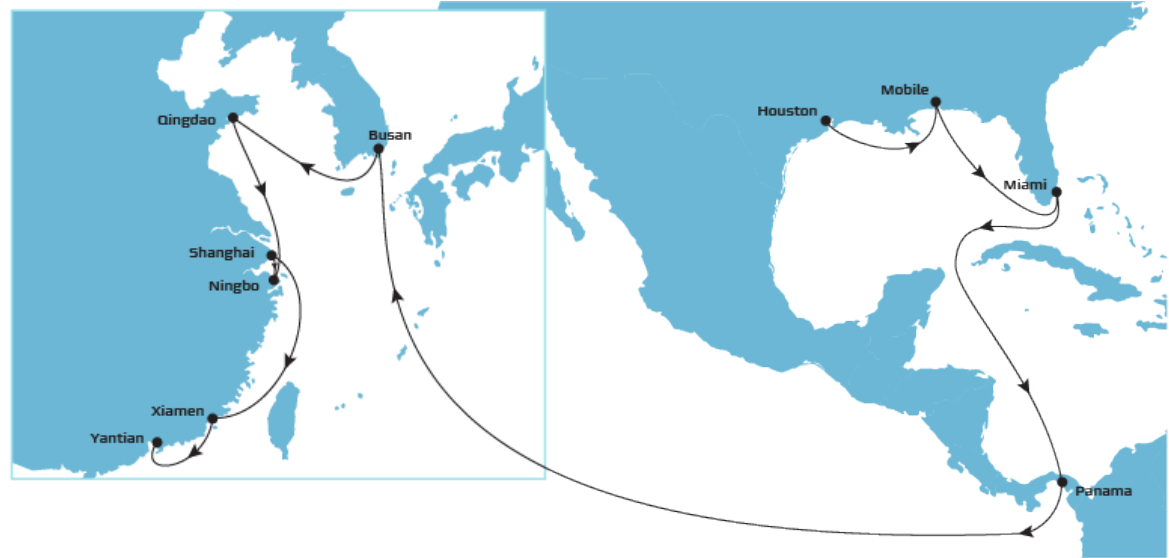 Mobile
Houston
Qingdao
Busan
Miami
Shanghai
Ningbo
Xiamen
Yantian
Panama